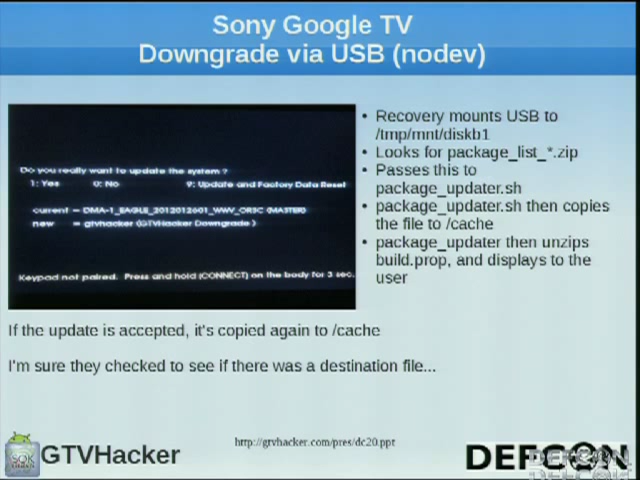 Sony Google TV
Downgrade via USB (nodev)
Do you really want to update the system ?
1: Yes 0: No 9: Update and Factory Data Reset
current = DMA-1_EAGLE_2012012601_WWV_ORSC (MASTER)
new = gtvhacker (GTVHacker Downgrade )
Keypad not paired. Press and hold (CONNECT) on the body for 3 sec.
• Recovery mounts USB to
/tmp/mnt/diskb1
• Looks for package_list_*.zip
• Passes this to
package_updater.sh
• package_updater.sh then copies
the file to /cache
• package_updater then unzips
build.prop, and displays to the
user
If the update is accepted, it's copied again to /cache
I'm sure they checked to see if there was a destination file...
GTVHacker
http://gtvhacker.com/pres/dc20.ppt
DEFCON
DEFCON